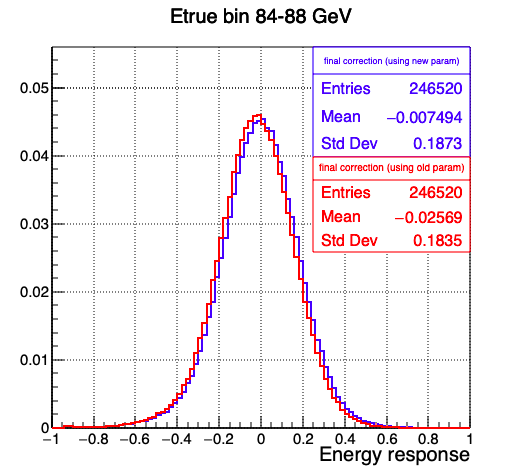 Etrue bin 84-88 GeV
final correction (using new param)
Entries 246520
Mean −0.007494
Std Dev 0.1873
final correction (using old param)
Entries 246520
Mean −0.02569
Std Dev 0.1835
0.05
0.04
0.03
0.02
0.01
0
−1 −0.8 −0.6 −0.4 −0.2 0 0.2 0.4 0.6 0.8 1
Energy response